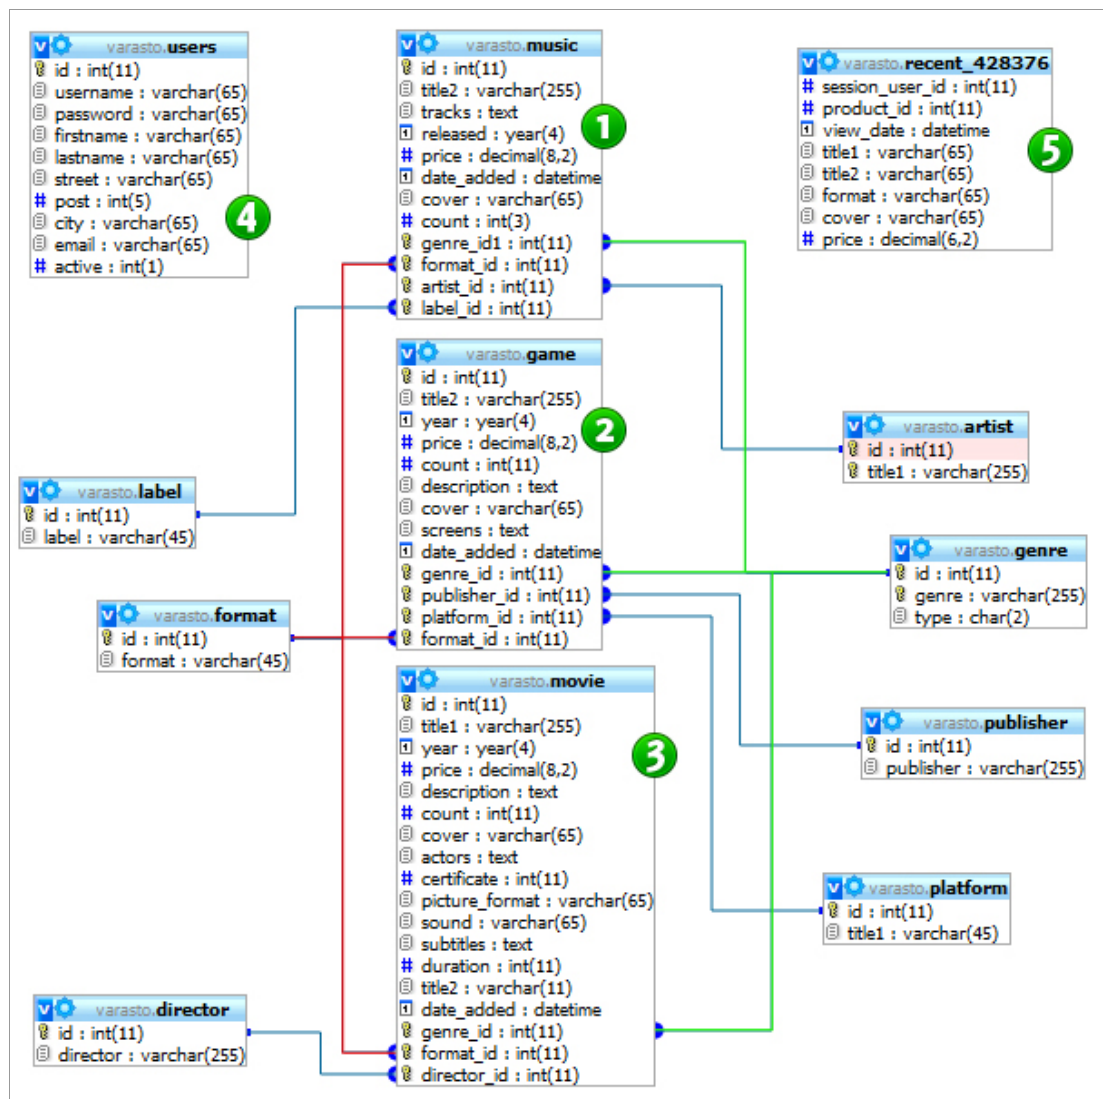 varasto.users
id : int(11)
username : varchar(65)
password : varchar(65)
firstname : varchar(65)
lastname : varchar(65)
street : varchar(65)
post : int(5)
city : varchar(65)
email : varchar(65)
active : int(1)
4
varasto.music
id : int(11)
title2 : varchar(255)
tracks : text
released : year(4)
price : decimal(8,2)
date_added : datetime
cover : varchar(65)
count : int(3)
genre_id1 : int(11)
format_id : int(11)
artist_id : int(11)
label_id : int(11)
1
varasto.recent_428376
session_user_id : int(11)
product_id : int(11)
view_date : datetime
title1 : varchar(65)
title2 : varchar(65)
format : varchar(65)
cover : varchar(65)
price : decimal(6,2)
5
varasto.game
id : int(11)
title2 : varchar(255)
year : year(4)
price : decimal(8,2)
count : int(11)
description : text
cover : varchar(65)
screens : text
date_added : datetime
genre_id : int(11)
publisher_id : int(11)
platform_id : int(11)
format_id : int(11)
2
varasto.artist
id : int(11)
title1 : varchar(255)
varasto.label
id : int(11)
label : varchar(45)
varasto.genre
id : int(11)
genre : varchar(255)
type : char(2)
varasto.format
id : int(11)
format : varchar(45)
varasto.movie
id : int(11)
title1 : varchar(255)
year : year(4)
price : decimal(8,2)
description : text
count : int(11)
cover : varchar(65)
actors : text
certificate : int(11)
picture_format : varchar(65)
sound : varchar(65)
subtitles : text
duration : int(11)
title2 : varchar(11)
date_added : datetime
genre_id : int(11)
format_id : int(11)
director_id : int(11)
3
varasto.publisher
id : int(11)
publisher : varchar(255)
varasto.platform
id : int(11)
title1 : varchar(45)
varasto.director
id : int(11)
director : varchar(255)